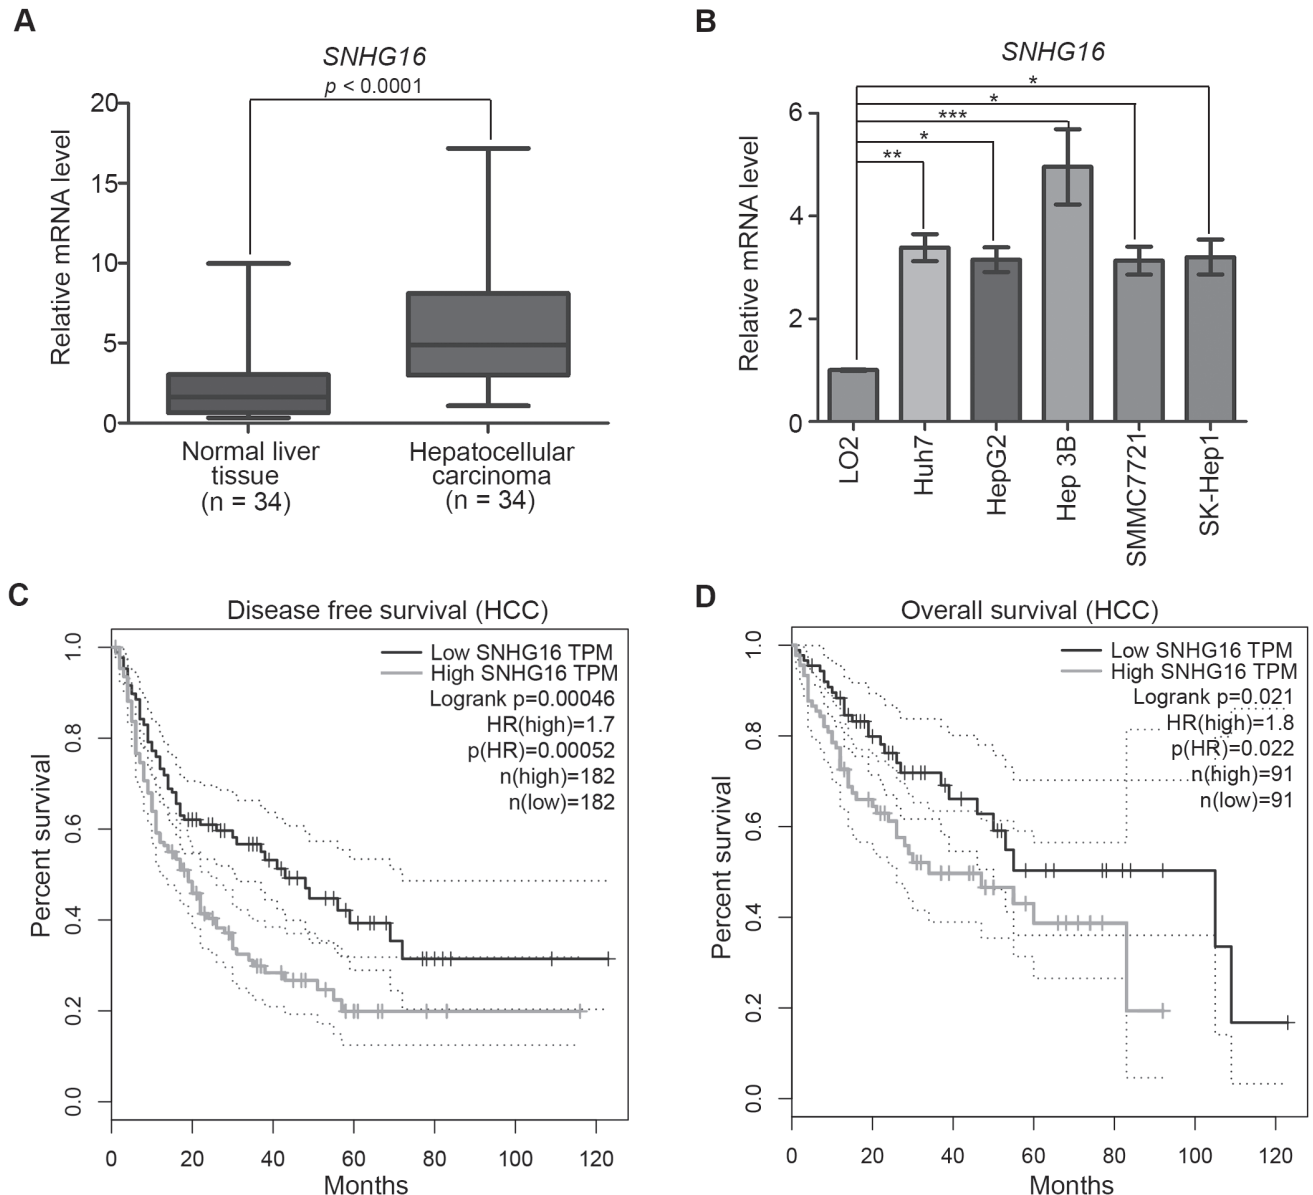 A
SNHG16
p < 0.0001
Relative mRNA level
20
15
10
5
0
Normal liver
tissue
(n = 34)
Hepatocellular
carcinoma
(n = 34)
B
SNHG16
*
*
***
*
**
Relative mRNA level
6
4
2
0
LO2
Huh7
HepG2
Hep 3B
SMMC7721
SK-Hep1
C
Disease free survival (HCC)
Low SNHG16 TPM
High SNHG16 TPM
Logrank p=0.00046
HR(high)=1.7
p(HR)=0.00052
n(high)=182
n(low)=182
Percent survival
1.0
0.8
0.6
0.4
0.2
0.0
0 20 40 60 80 100 120
Months
D
Overall survival (HCC)
Low SNHG16 TPM
High SNHG16 TPM
Logrank p=0.021
HR(high)=1.8
p(HR)=0.022
n(high)=91
n(low)=91
Percent survival
1.0
0.8
0.6
0.4
0.2
0.0
0 20 40 60 80 100 120
Months